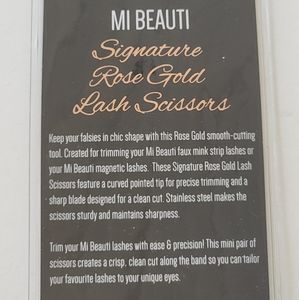 MI BEAUTI
Signature
Rose Gold
Lash Scissors
Keep your falsies in chic shape with this Rose Gold smooth-cutting
tool. Created for trimming your Mi Beauti faux mink strip lashes or
your Mi Beauti magnetic lashes. These Signature Rose Gold Lash
Scissors feature a curved pointed tip for precise trimming and a
sharp blade designed for a clean cut. Stainless steel makes the
scissors sturdy and maintains sharpness.
Trim your Mi Beauti lashes with ease & precision! This mini pair of
scissors creates a crisp, clean cut along the band so you can tailor
your favourite lashes to your unique eyes.